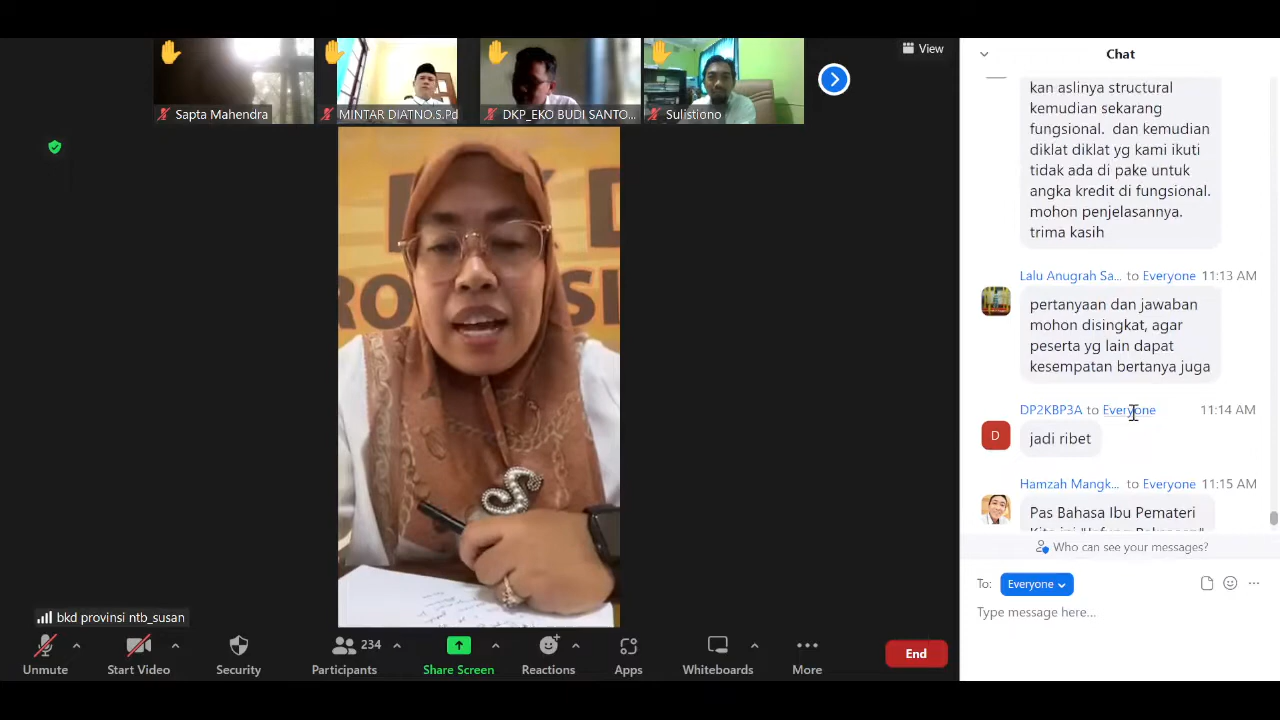 View
Chat
Sapta Mahendra
MINTAR DIATNO.S.Pd
DKP_EKO BUDI SANTO...
Sulistiono
kan aslinya structural
kemudian sekarang
fungsional. dan kemudian
diklat diklat yg kami ikuti
tidak ada di pake untuk
angka kredit di fungsional.
mohon penjelasannya.
trima kasih
Lalu Anugrah Sa... to Everyone 11:13 AM
pertanyaan dan jawaban
mohon disingkat, agar
peserta yg lain dapat
kesempatan bertanya juga
DP2KBP3A to Everyone 11:14 AM
D
jadi ribet
Hamzah Mangk... to Everyone 11:15 AM
Pas Bahasa Ibu Pemateri
Who can see your messages?
To: Everyone
Type message here...
bkd provinsi ntb_susan
Unmute
Start Video
Security
234
Participants
Share Screen
Reactions
Apps
Whiteboards
More
End